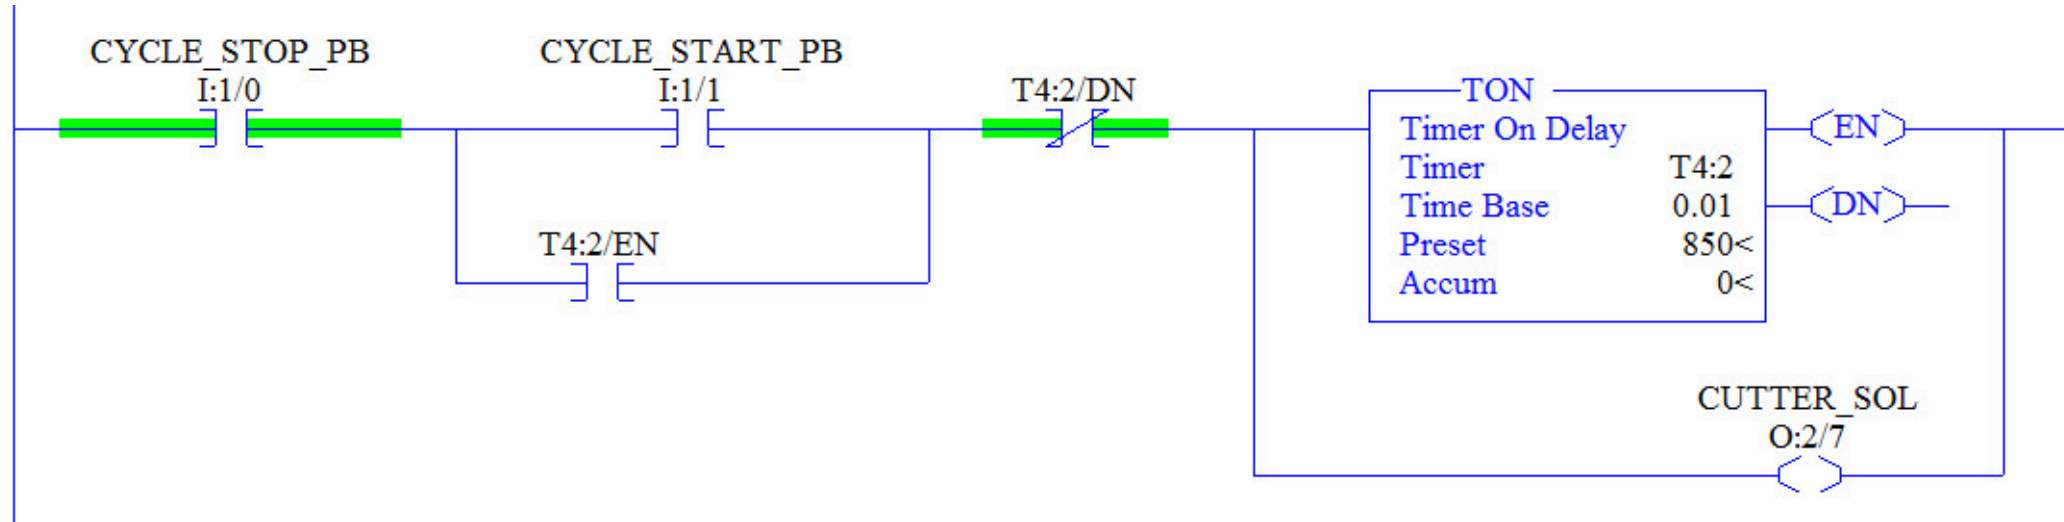 CYCLE_STOP_PB
I:1/0
CYCLE_START_PB
I:1/1
T4:2/DN
T4:2/EN
TON
Timer On Delay
Timer T4:2
Time Base 0.01
Preset 850<
Accum 0<
EN
DN
CUTTER_SOL
O:2/7